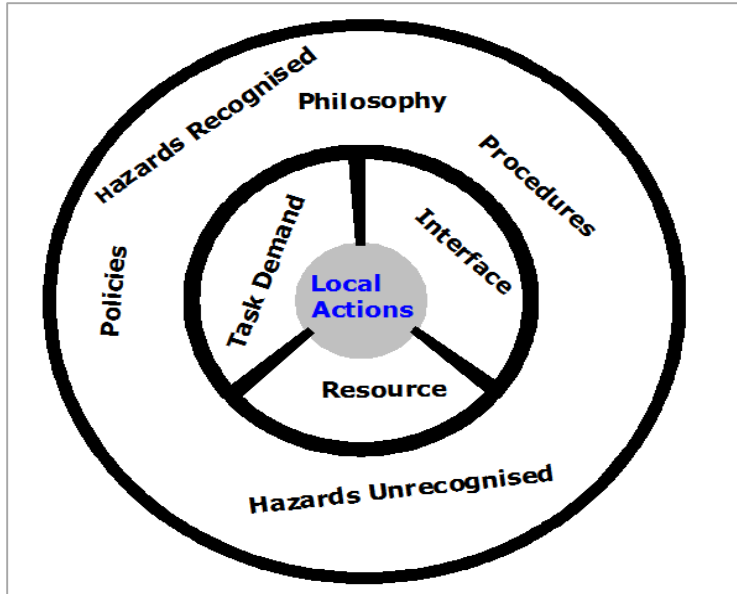 Hazards Recognised
Philosophy
Procedures
Policies
Task Demand
Interface
Local
Actions
Resource
Hazards Unrecognised